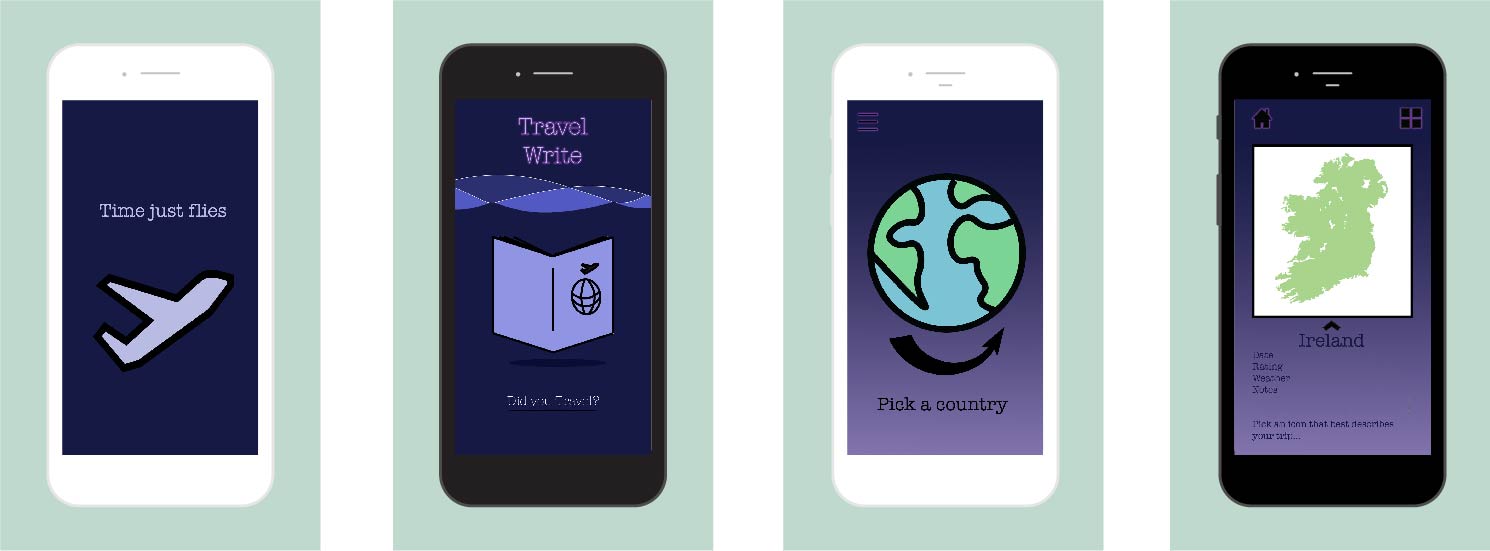 Time just flies
Travel
Write
Did you Travel?
Pick a country
Ireland
Date
Rating
Weather
Notes
Pick an icon that best describes
your trip...